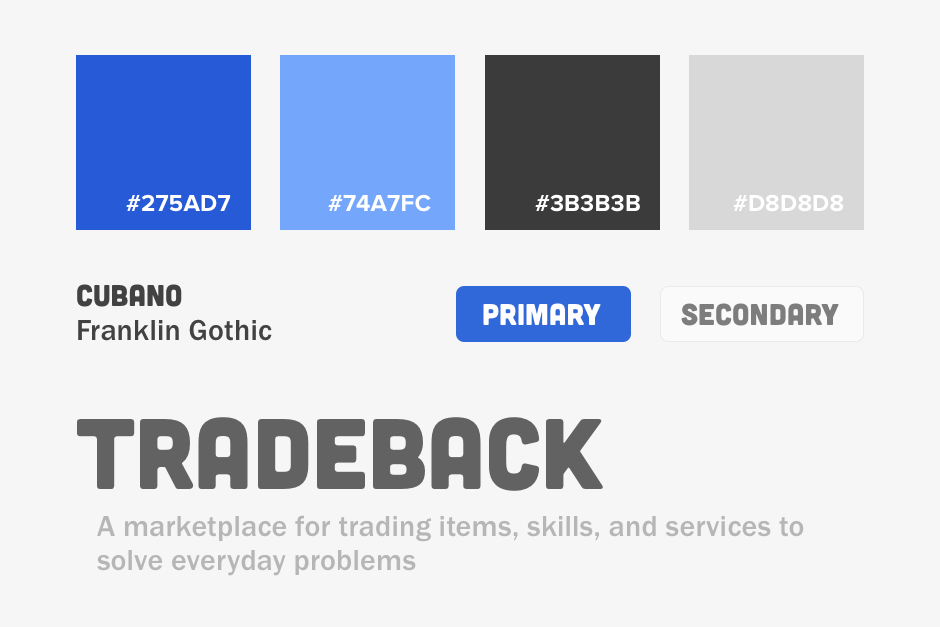 #275AD7 #74A7FC #3B3B3B #D8D8D8
CUBANO
Franklin Gothic
PRIMARY SECONDARY
TRADEBACK
A marketplace for trading items, skills, and services to
solve everyday problems